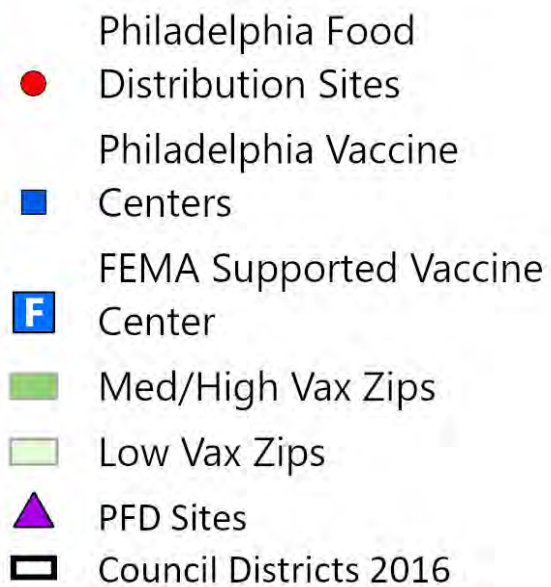 Philadelphia Food
Distribution Sites
Philadelphia Vaccine
Centers
FEMA Supported Vaccine
F Center
Med/High Vax Zips
Low Vax Zips
PFD Sites
Council Districts 2016